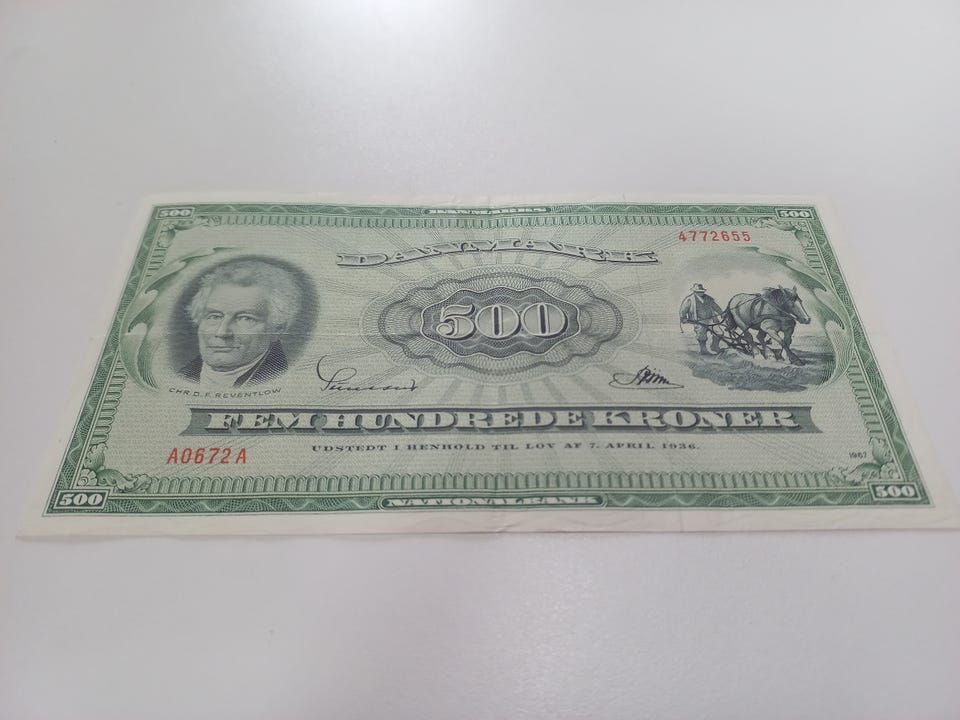 500 DANMARKS 500
4772655
DANMARK
500
CHR. D. F. REVENTLOW
FEM HUNDREDE KRONER
UDSTEDT I HENHOLD TIL LOV AF 7. APRIL 1936.
A0672A
1967
500 NATIONALBANK 500